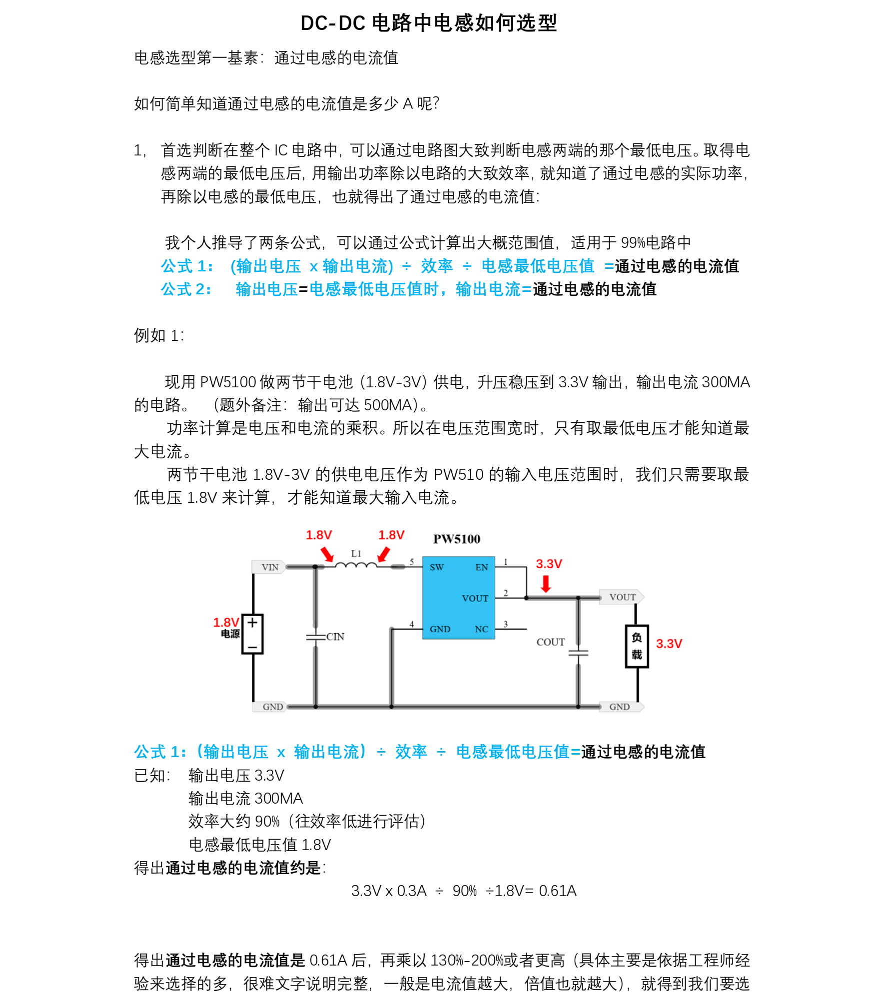 DC-DC 电路中电感如何选型
电感选型第一基素：通过电感的电流值
如何简单知道通过电感的电流值是多少 A 呢？
1， 首选判断在整个 IC 电路中，可以通过电路图大致判断电感两端的那个最低电压。取得电
感两端的最低电压后，用输出功率除以电路的大致效率，就知道了通过电感的实际功率，
再除以电感的最低电压，也就得出了通过电感的电流值：
我个人推导了两条公式，可以通过公式计算出大概范围值，适用于 99%电路中
公式 1： (输出电压 x 输出电流) ÷ 效率 ÷ 电感最低电压值 =通过电感的电流值
公式 2： 输出电压=电感最低电压值时，输出电流=通过电感的电流值
例如 1：
现用 PW5100 做两节干电池（1.8V-3V）供电，升压稳压到 3.3V 输出，输出电流 300MA
的电路。 （题外备注：输出可达 500MA）。
功率计算是电压和电流的乘积。所以在电压范围宽时，只有取最低电压才能知道最
大电流。
两节干电池 1.8V-3V 的供电电压作为 PW510 的输入电压范围时，我们只需要取最
低电压 1.8V 来计算，才能知道最大输入电流。
1.8V 1.8V PW5100
L1
VIN 5 SW EN 1 3.3V
VOUT 2 VOUT
1.8V
电源
+
−
CIN
4 GND NC 3
COUT
负
载
3.3V
GND GND
公式 1：（输出电压 x 输出电流）÷ 效率 ÷ 电感最低电压值=通过电感的电流值
已知： 输出电压 3.3V
输出电流 300MA
效率大约 90%（往效率低进行评估）
电感最低电压值 1.8V
得出通过电感的电流值约是：
3.3V x 0.3A ÷ 90% ÷1.8V= 0.61A
得出通过电感的电流值是 0.61A 后，再乘以 130%-200%或者更高（具体主要是依据工程师经
验来选择的多，很难文字说明完整，一般是电流值越大，倍值也就越大），就得到我们要选